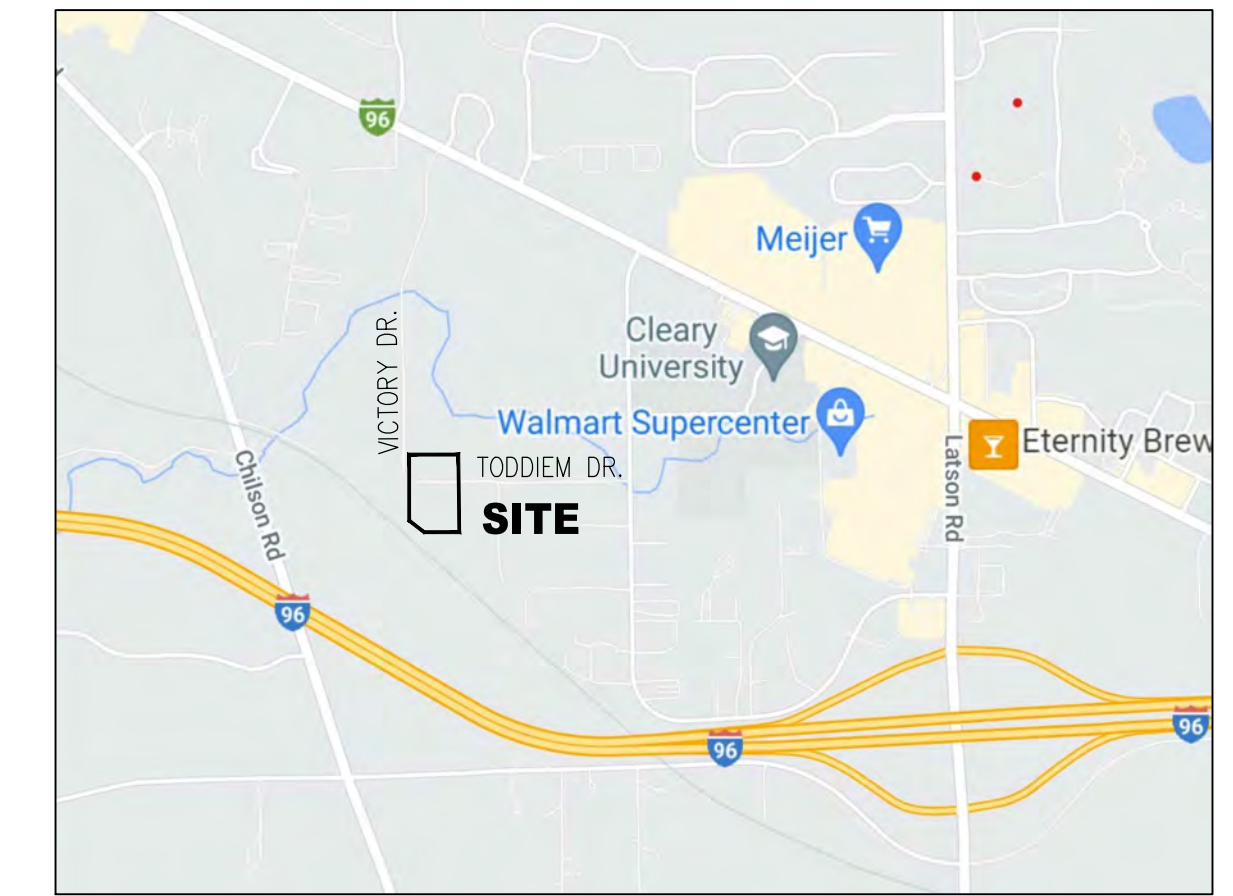 96
Meijer
Cleary
University
VICTORY DR.
Walmart Supercenter
Eternity Brew
TODDIEM DR.
Chilson Rd
Latson Rd
SITE
96
96
96